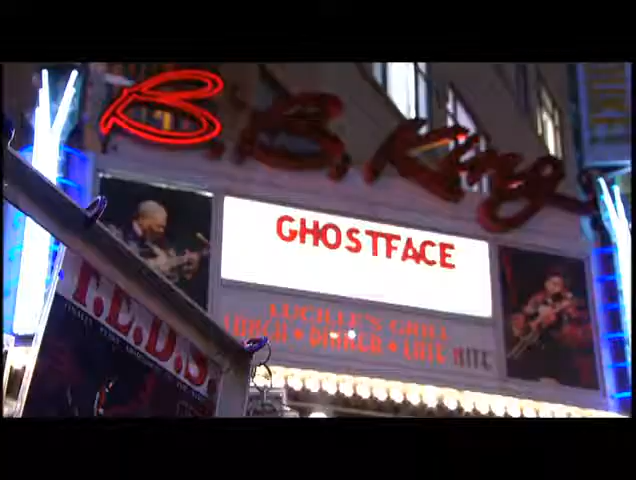 B.B. King
GHOSTFACE
LUCILLE'S GRILL
LUNCH • DINNER • LATE NITE
T.E.D.S.